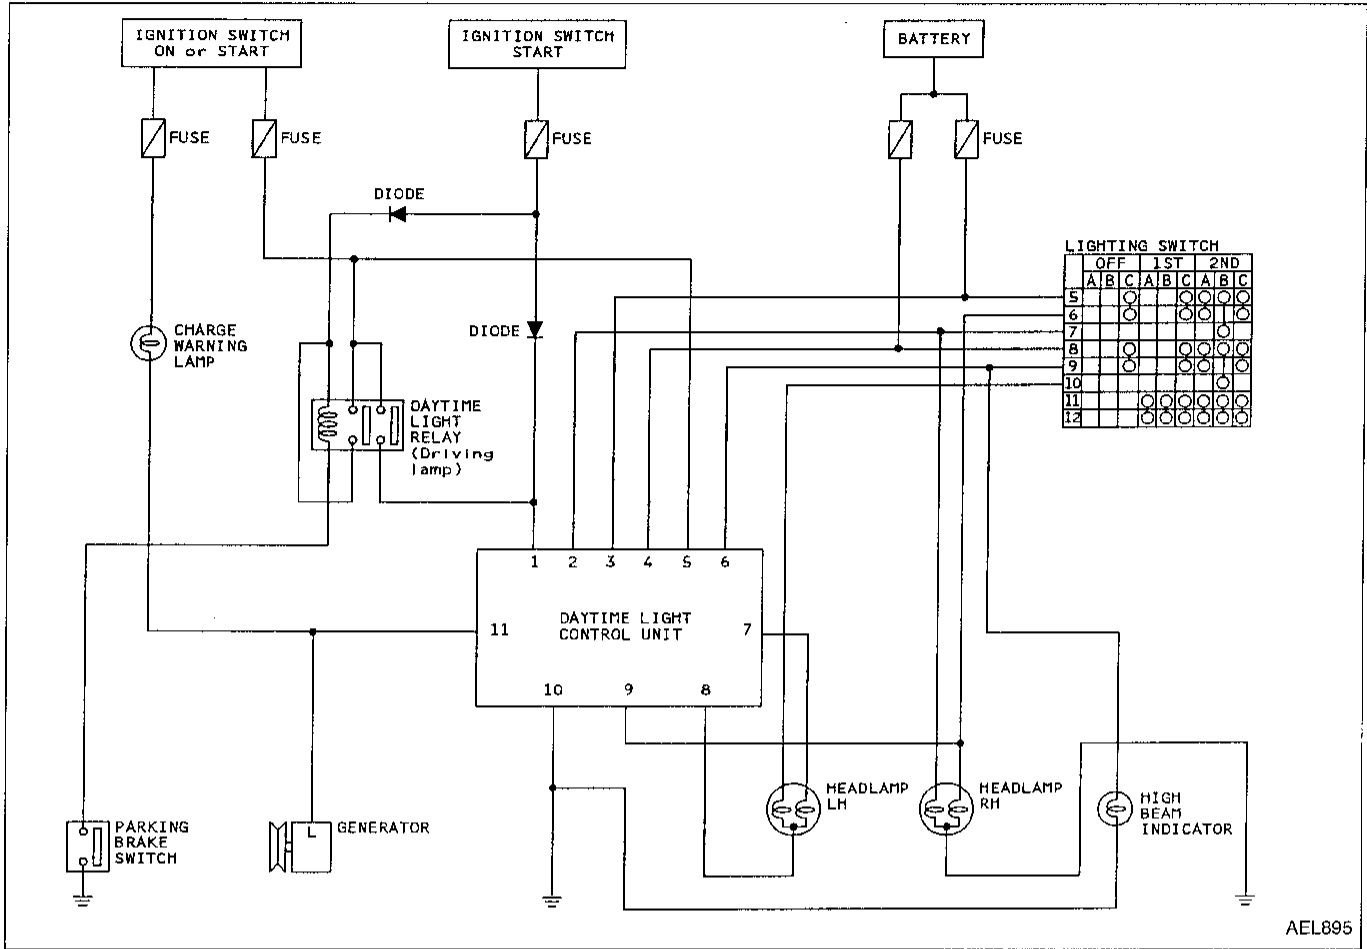 IGNITION SWITCH
ON or START
IGNITION SWITCH
START
BATTERY
FUSE
FUSE
FUSE
FUSE
DIODE
LIGHTING SWITCH
OFF 1ST 2ND
A B C A B C A B C
5
6
7
8
9
10
11
12
DIODE
CHARGE
WARNING
LAMP
DAYTIME
LIGHT
RELAY
(Driving
lamp)
1 2 3 4 5 6
DAYTIME LIGHT
CONTROL UNIT
11
7
10 9 8
HEADLAMP
LH
HEADLAMP
RH
HIGH
BEAM
INDICATOR
PARKING
BRAKE
SWITCH
L
GENERATOR
AEL895